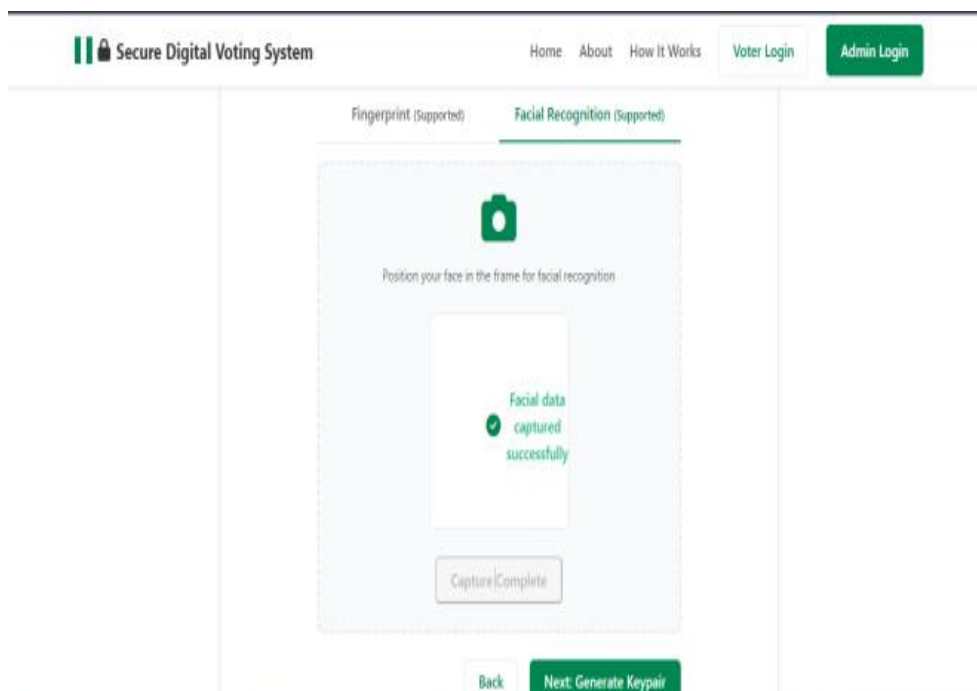 Secure Digital Voting System Home About How It Works Voter Login Admin Login
Fingerprint (Supported) Facial Recognition (Supported)
Position your face in the frame for facial recognition
Facial data
captured
successfully
Capture Complete
Back Next: Generate Keypair